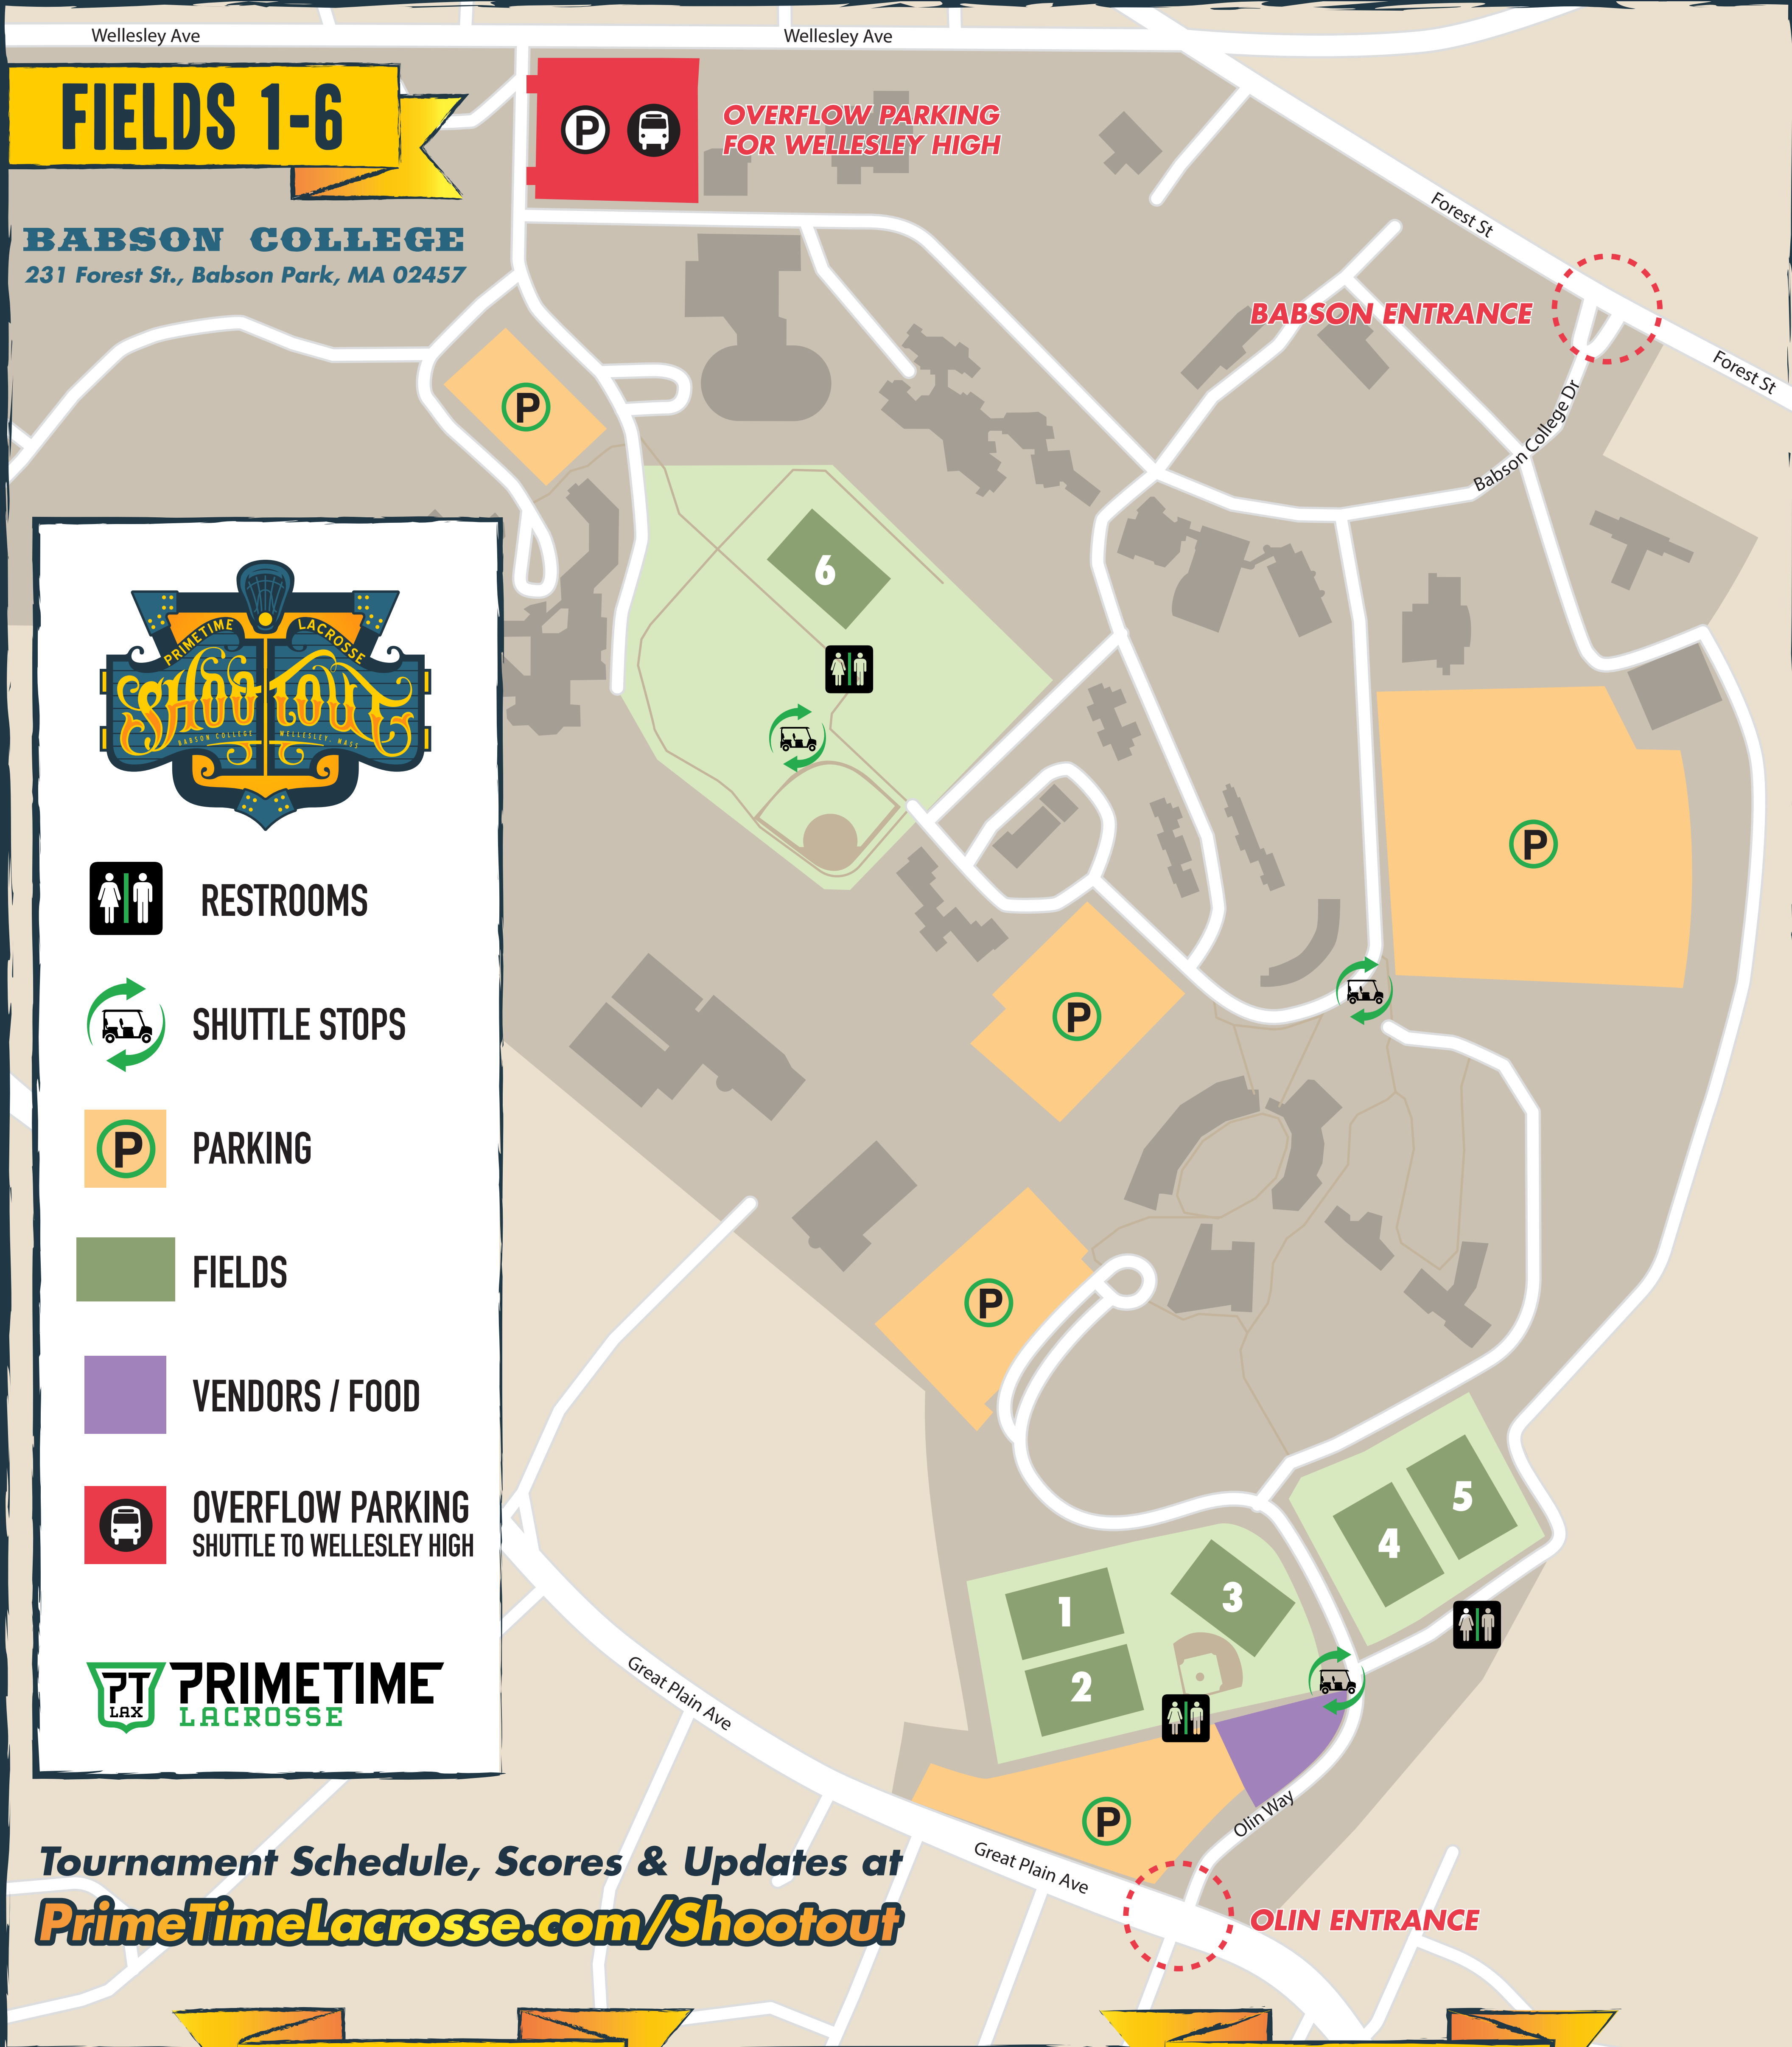 Wellesley Ave
Wellesley Ave
FIELDS 1-6
P
OVERFLOW PARKING
FOR WELLESLEY HIGH
BABSON COLLEGE
231 Forest St., Babson Park, MA 02457
Forest St
BABSON ENTRANCE
Forest St
Babson College Dr
P
6
PRIMETIME LACROSSE
SHOOTOUT
BABSON COLLEGE WELLESLEY, MASS
P
RESTROOMS
SHUTTLE STOPS
P
P
PARKING
FIELDS
P
VENDORS / FOOD
OVERFLOW PARKING
SHUTTLE TO WELLESLEY HIGH
5
4
3
1
2
PT
LAX
PRIMETIME
LACROSSE
Great Plain Ave
P
Olin Way
Great Plain Ave
OLIN ENTRANCE
Tournament Schedule, Scores & Updates at
PrimeTimeLacrosse.com/Shootout